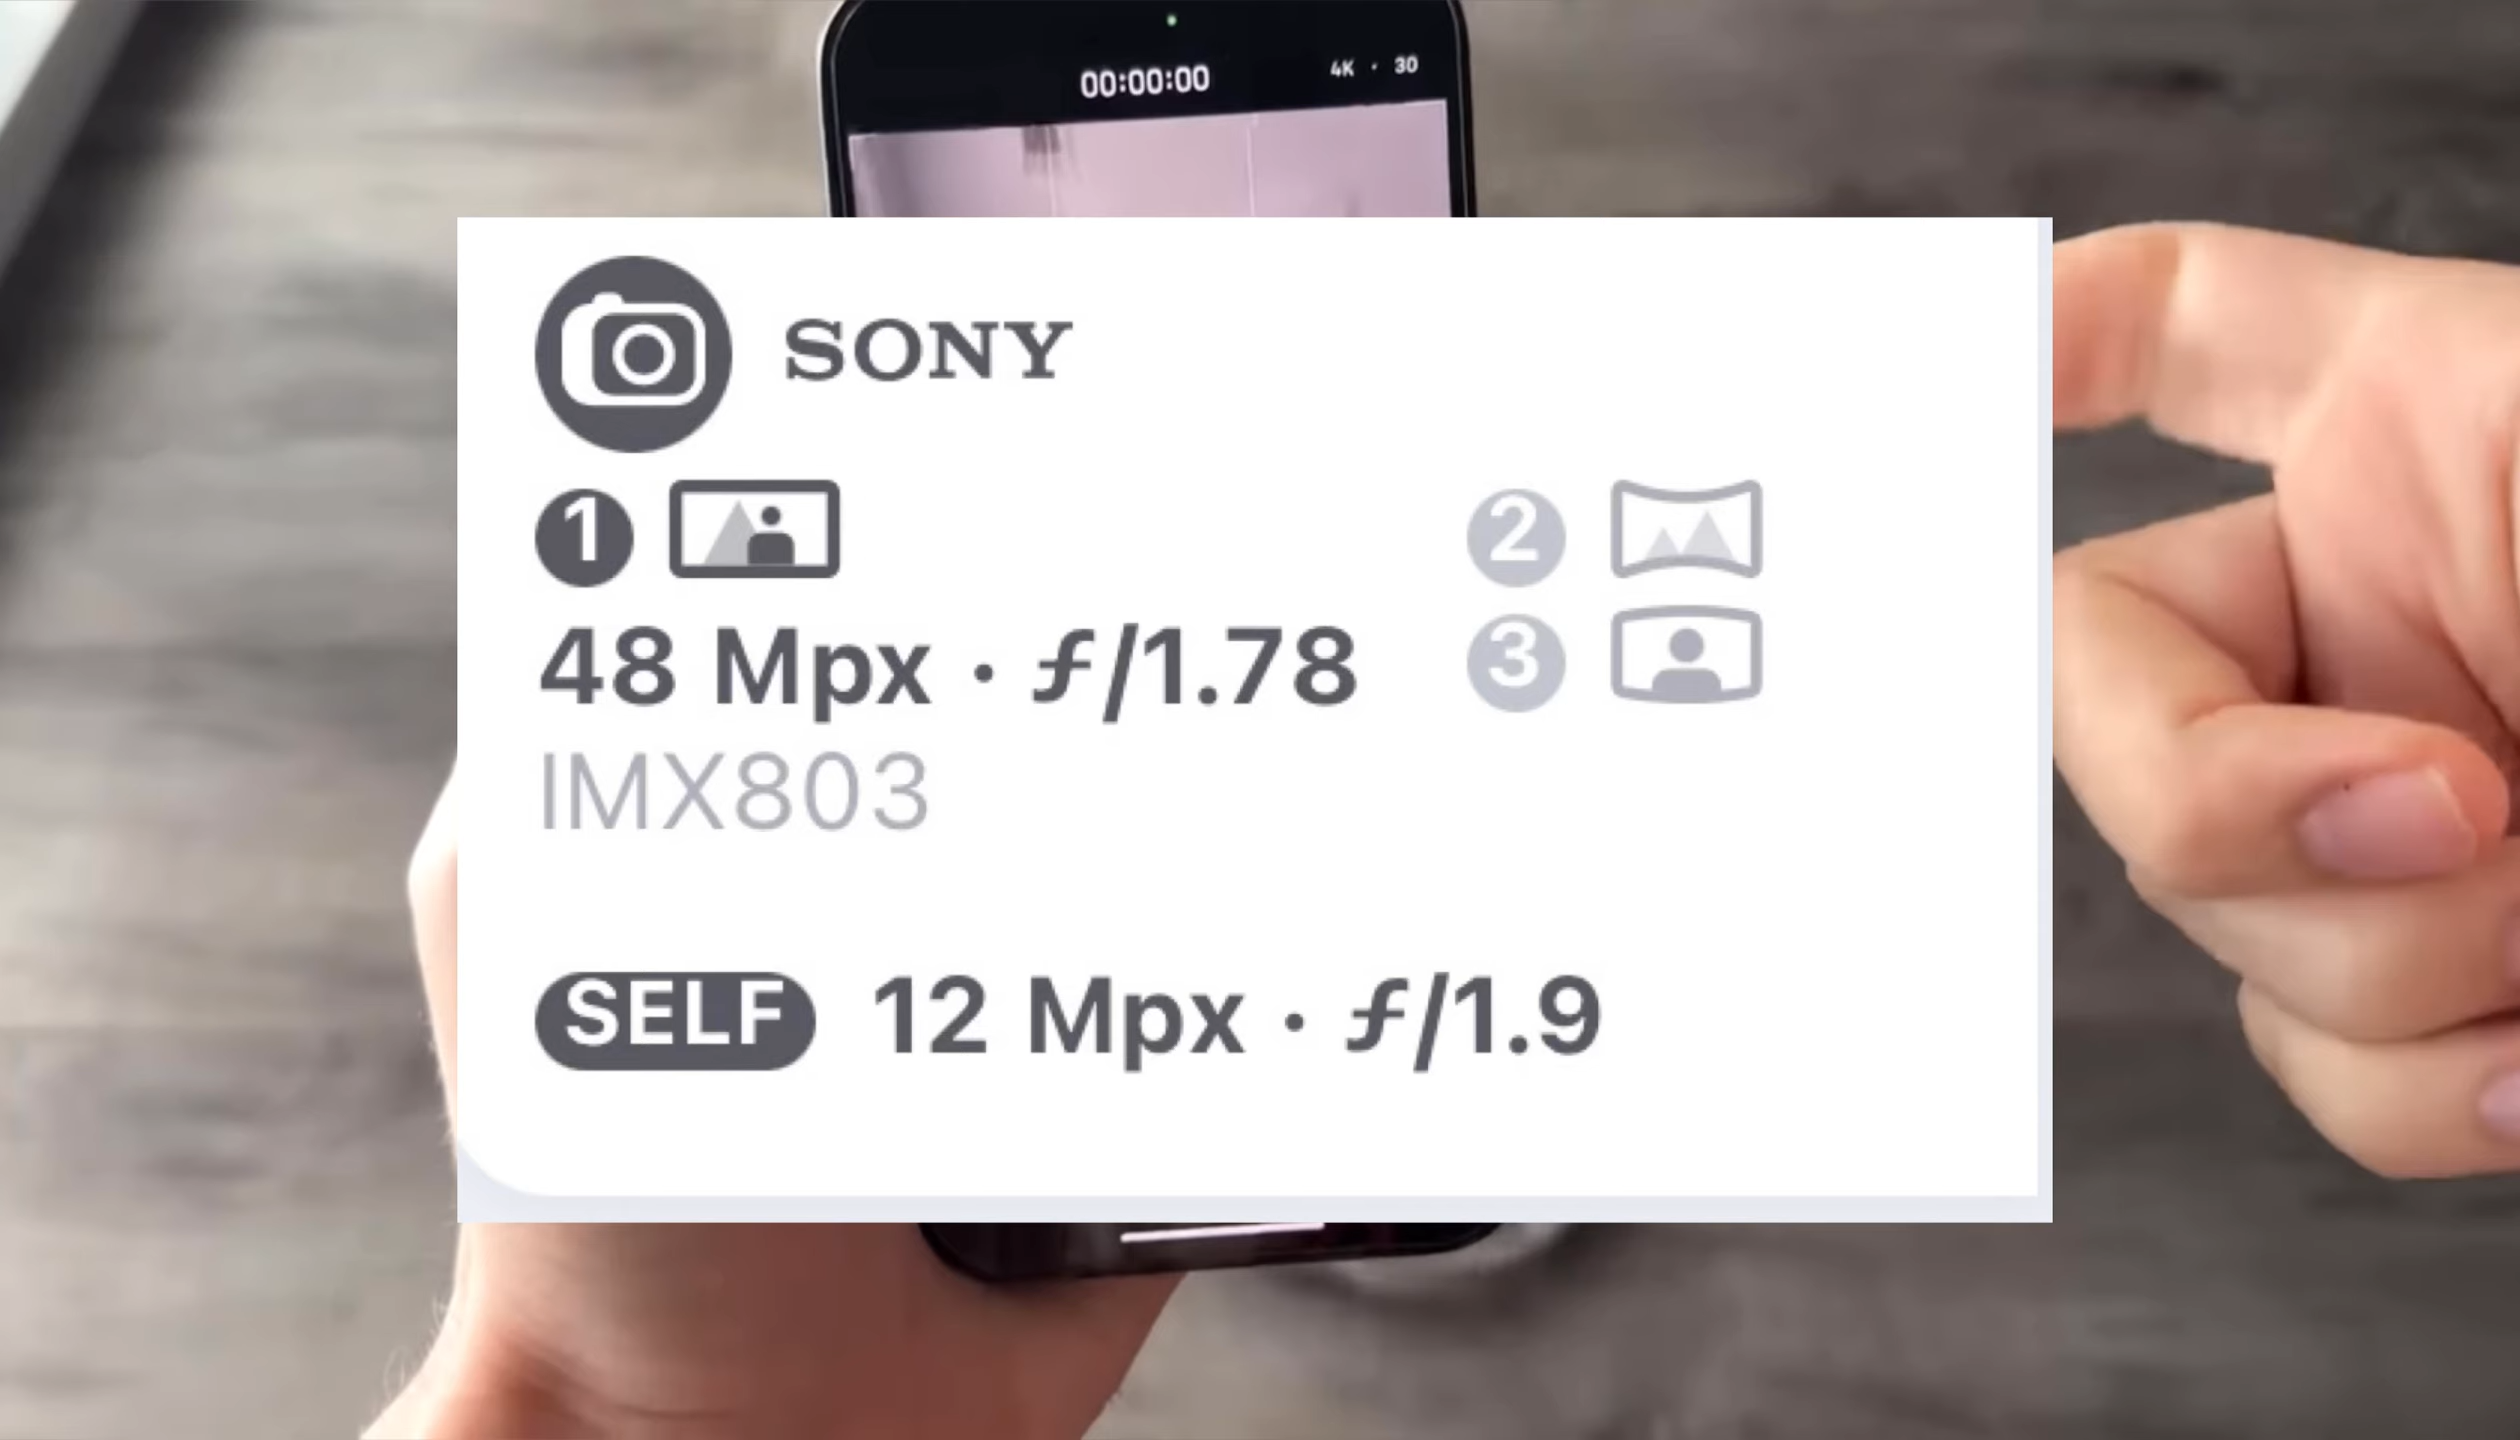 00:00:00
4K · 30
SONY
1
2
48 Mpx · ƒ/1.78
3
IMX803
SELF 12 Mpx · ƒ/1.9